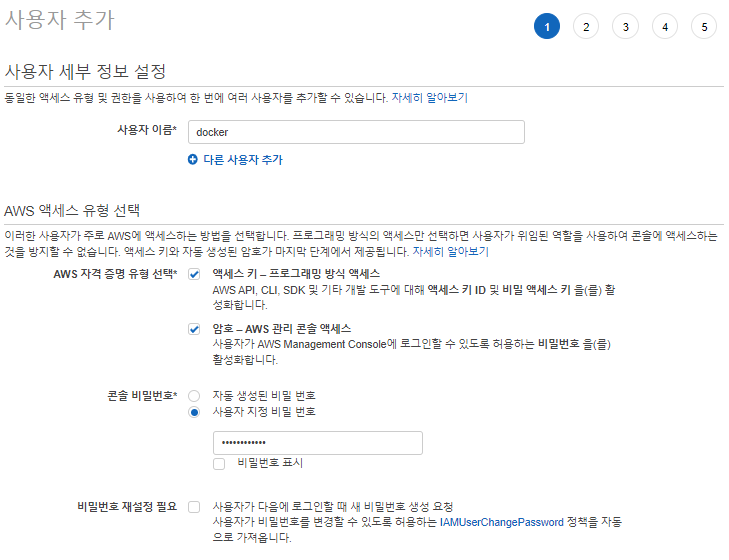 사용자 추가
1 2 3 4 5
사용자 세부 정보 설정
동일한 액세스 유형 및 권한을 사용하여 한 번에 여러 사용자를 추가할 수 있습니다. 자세히 알아보기
사용자 이름* docker
다른 사용자 추가
AWS 액세스 유형 선택
이러한 사용자가 주로 AWS에 액세스하는 방법을 선택합니다. 프로그래밍 방식의 액세스만 선택하면 사용자가 위임된 역할을 사용하여 콘솔에 액세스하는
것을 방지할 수 없습니다. 액세스 키와 자동 생성된 암호가 마지막 단계에서 제공됩니다. 자세히 알아보기
AWS 자격 증명 유형 선택* 액세스 키 – 프로그래밍 방식 액세스
AWS API, CLI, SDK 및 기타 개발 도구에 대해 액세스 키 ID 및 비밀 액세스 키 을(를) 활
성화합니다.
암호 – AWS 관리 콘솔 액세스
사용자가 AWS Management Console에 로그인할 수 있도록 허용하는 비밀번호 을(를)
활성화합니다.
콘솔 비밀번호* 자동 생성된 비밀 번호
사용자 지정 비밀 번호
••••••••••••
비밀번호 표시
비밀번호 재설정 필요 사용자가 다음에 로그인할 때 새 비밀번호 생성 요청
사용자가 비밀번호를 변경할 수 있도록 허용하는 IAMUserChangePassword 정책을 자동
으로 가져옵니다.